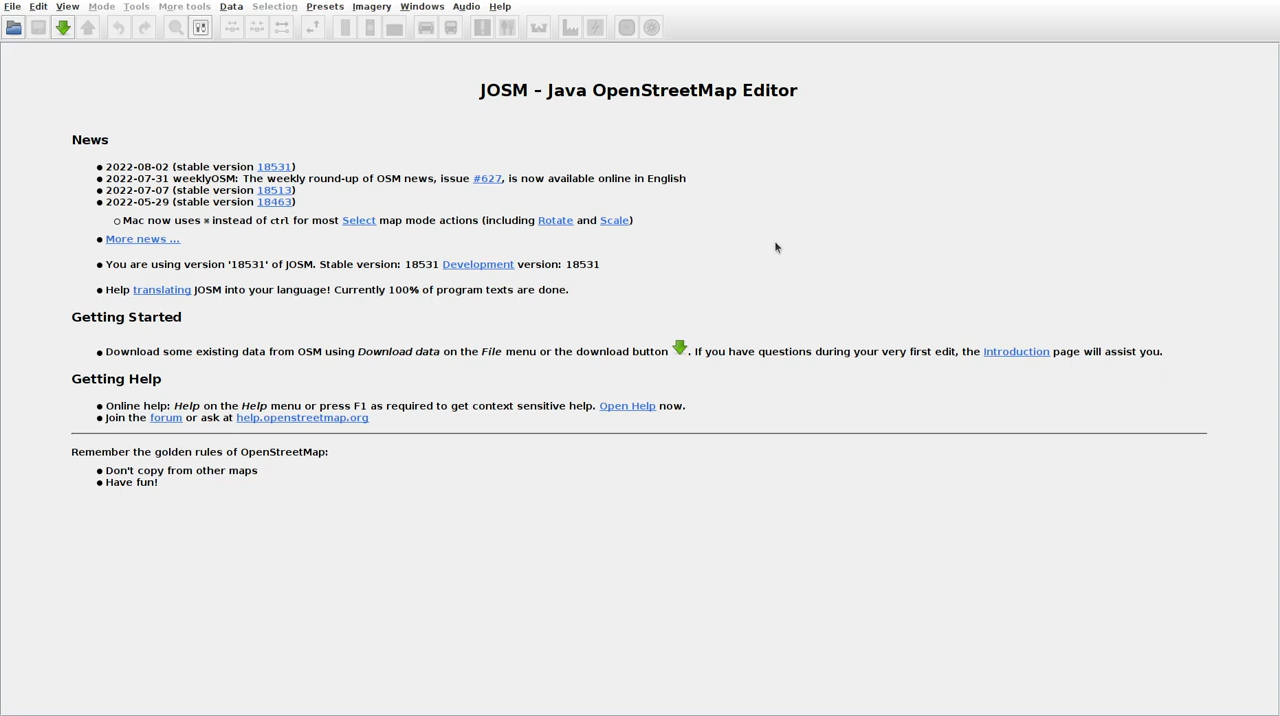 File Edit View Mode Tools More tools Data Selection Presets Imagery Windows Audio Help
JOSM – Java OpenStreetMap Editor
News
2022-08-02 (stable version 18531)
2022-07-31 weeklyOSM: The weekly round-up of OSM news, issue #627, is now available online in English
2022-07-07 (stable version 18513)
2022-05-29 (stable version 18463)
Mac now uses ⌘ instead of ctrl for most Select map mode actions (including Rotate and Scale)
More news ...
You are using version '18531' of JOSM. Stable version: 18531 Development version: 18531
Help translating JOSM into your language! Currently 100% of program texts are done.
Getting Started
Download some existing data from OSM using Download data on the File menu or the download button . If you have questions during your very first edit, the Introduction page will assist you.
Getting Help
Online help: Help on the Help menu or press F1 as required to get context sensitive help. Open Help now.
Join the forum or ask at help.openstreetmap.org
Remember the golden rules of OpenStreetMap:
Don't copy from other maps
Have fun!